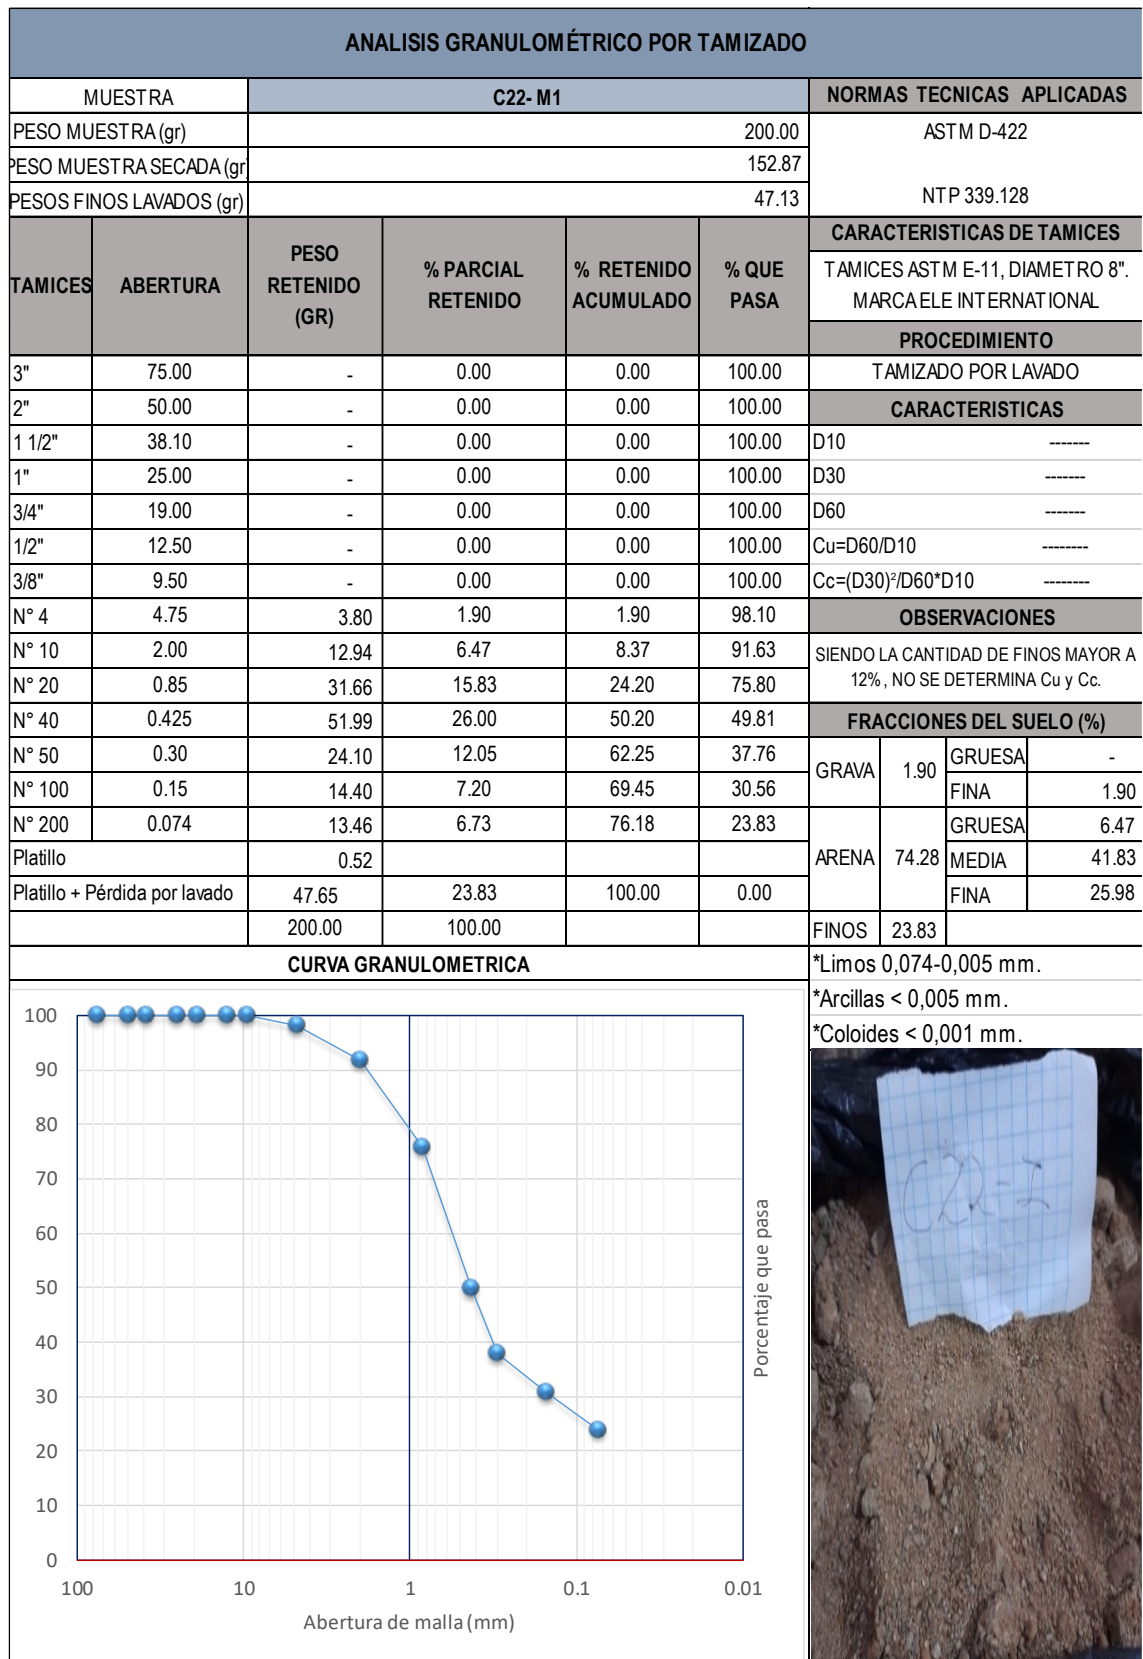 ANALISIS GRANULOMÉTRICO POR TAMIZADO
MUESTRA C22- M1 NORMAS TECNICAS APLICADAS
PESO MUESTRA (gr) 200.00 ASTM D-422
PESO MUESTRA SECADA (gr) 152.87
PESOS FINOS LAVADOS (gr) 47.13 NTP 339.128
TAMICES ABERTURA PESO RETENIDO (GR) % PARCIAL RETENIDO % RETENIDO ACUMULADO % QUE PASA
CARACTERISTICAS DE TAMICES
TAMICES ASTM E-11, DIAMETRO 8".
MARCA ELE INTERNATIONAL
PROCEDIMIENTO
3" 75.00 - 0.00 0.00 100.00 TAMIZADO POR LAVADO
2" 50.00 - 0.00 0.00 100.00 CARACTERISTICAS
1 1/2" 38.10 - 0.00 0.00 100.00 D10 -------
1" 25.00 - 0.00 0.00 100.00 D30 -------
3/4" 19.00 - 0.00 0.00 100.00 D60 -------
1/2" 12.50 - 0.00 0.00 100.00 Cu=D60/D10 --------
3/8" 9.50 - 0.00 0.00 100.00 Cc=(D30)²/D60*D10 --------
N° 4 4.75 3.80 1.90 1.90 98.10 OBSERVACIONES
N° 10 2.00 12.94 6.47 8.37 91.63 SIENDO LA CANTIDAD DE FINOS MAYOR A
N° 20 0.85 31.66 15.83 24.20 75.80 12% , NO SE DETERMINA Cu y Cc.
N° 40 0.425 51.99 26.00 50.20 49.81 FRACCIONES DEL SUELO (%)
N° 50 0.30 24.10 12.05 62.25 37.76 GRAVA 1.90 GRUESA -
N° 100 0.15 14.40 7.20 69.45 30.56 FINA 1.90
N° 200 0.074 13.46 6.73 76.18 23.83 GRUESA 6.47
Platillo 0.52 ARENA 74.28 MEDIA 41.83
Platillo + Pérdida por lavado 47.65 23.83 100.00 0.00 FINA 25.98
200.00 100.00 FINOS 23.83
CURVA GRANULOMETRICA *Limos 0,074-0,005 mm.
*Arcillas < 0,005 mm.
*Coloides < 0,001 mm.
100
90
80
70
60
50
40
30
20
10
0
100 10 1 0.1 0.01
Abertura de malla (mm)
Porcentaje que pasa
C22-I